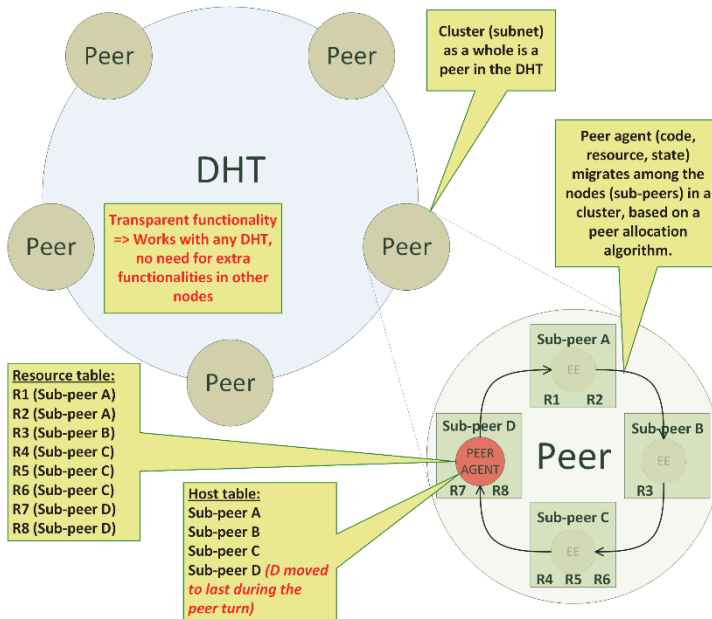 Peer
Peer
Cluster (subnet)
as a whole is a
peer in the DHT
DHT
Peer agent (code,
resource, state)
migrates among the
nodes (sub-peers) in a
cluster, based on a
peer allocation
algorithm.
Transparent functionality
=> Works with any DHT,
no need for extra
functionalities in other
nodes
Peer
Peer
Peer
Resource table:
R1 (Sub-peer A)
R2 (Sub-peer A)
R3 (Sub-peer B)
R4 (Sub-peer C)
R5 (Sub-peer C)
R6 (Sub-peer C)
R7 (Sub-peer D)
R8 (Sub-peer D)
Host table:
Sub-peer A
Sub-peer B
Sub-peer C
Sub-peer D (D moved
to last during the
peer turn)
Sub-peer A
EE
R1 R2
Sub-peer D
PEER
AGENT
R7 R8
Peer
Sub-peer B
EE
R3
Sub-peer C
EE
R4 R5 R6